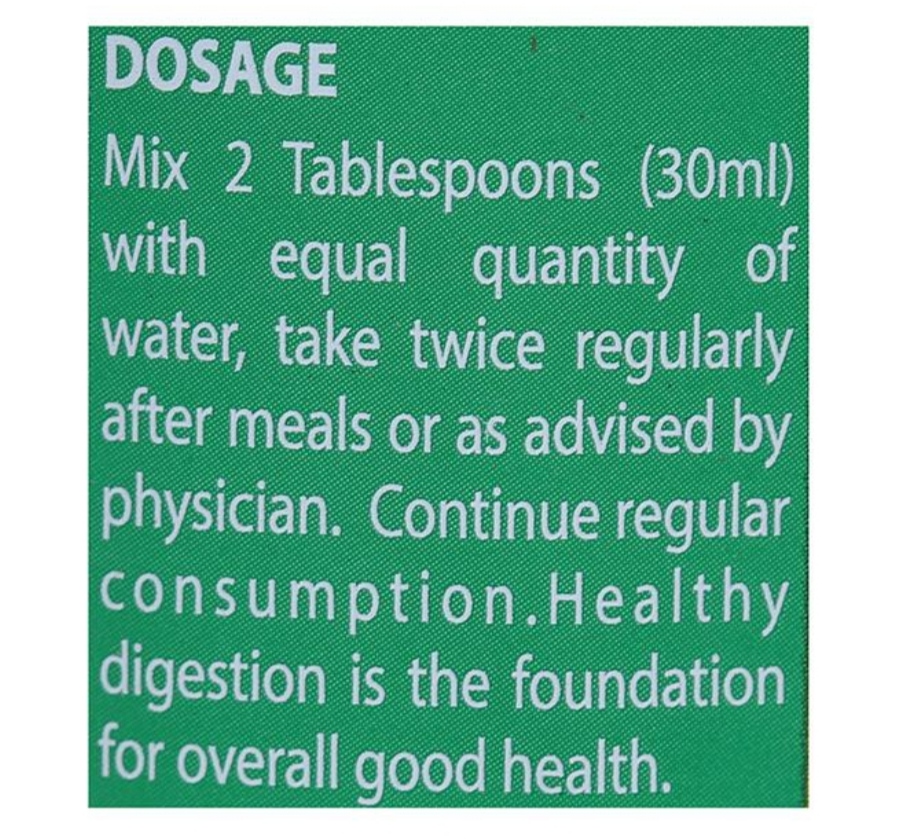 DOSAGE
Mix 2 Tablespoons (30ml)
with equal quantity of
water, take twice regularly
after meals or as advised by
physician. Continue regular
consumption.Healthy
digestion is the foundation
for overall good health.